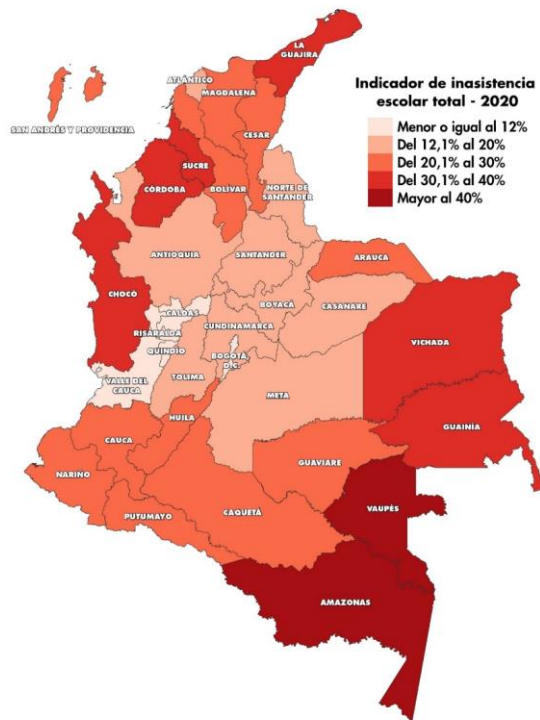 LA
GUAJIRA
ATLÁNTICO
MAGDALENA
Indicador de inasistencia
escolar total - 2020
Menor o igual al 12%
Del 12,1% al 20%
Del 20,1% al 30%
Del 30,1% al 40%
Mayor al 40%
SAN ANDRÉS Y PROVIDENCIA
CESAR
SUCRE
CÓRDOBA
BOLÍVAR
NORTE DE
SANTANDER
ANTIOQUIA
SANTANDER
ARAUCA
CHOCÓ
BOYACÁ
CASANARE
CALDAS
RISARALDA
CUNDINAMARCA
VICHADA
QUINDIO
BOGOTÁ
D.C.
VALLE DEL
CAUCA
TOLIMA
META
HUILA
GUAINÍA
CAUCA
GUAVIARE
NARIÑO
VAUPÉS
PUTUMAYO
CAQUETÁ
AMAZONAS